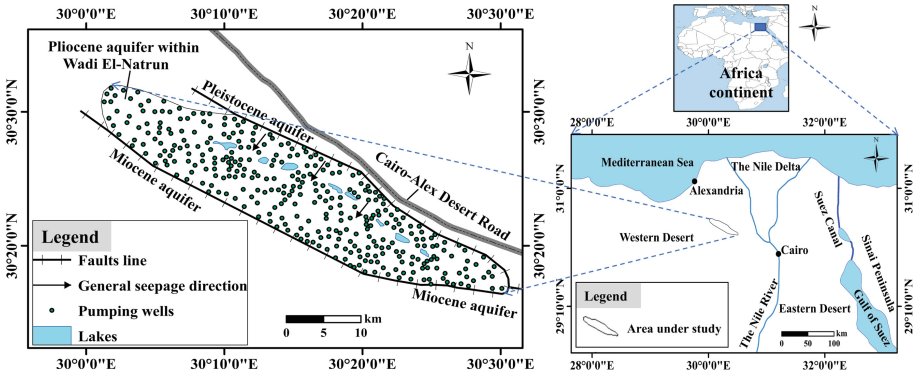 30°0'0"E
30°10'0"E
30°20'0"E
30°30'0"E
Pliocene aquifer within
Wadi El-Natrun
N
Pleistocene aquifer
Cairo-Alex Desert Road
Miocene aquifer
Miocene aquifer
30°30'0"N
30°20'0"N
30°30'0"N
30°20'0"N
Legend
Faults line
General seepage direction
Pumping wells
Lakes
km
0 5 10
30°0'0"E
30°10'0"E
30°20'0"E
30°30'0"E
N
Africa
continent
28°0'0"E
30°0'0"E
32°0'0"E
Mediterranean Sea
The Nile Delta
N
Alexandria
Suez Canal
Sinai Peninsula
Western Desert
Cairo
The Nile River
Eastern Desert
Gulf of Suez
31°0'0"N
29°10'0"N
31°0'0"N
29°10'0"N
Legend
Area under study
km
0 50 100
28°0'0"E
30°0'0"E
32°0'0"E